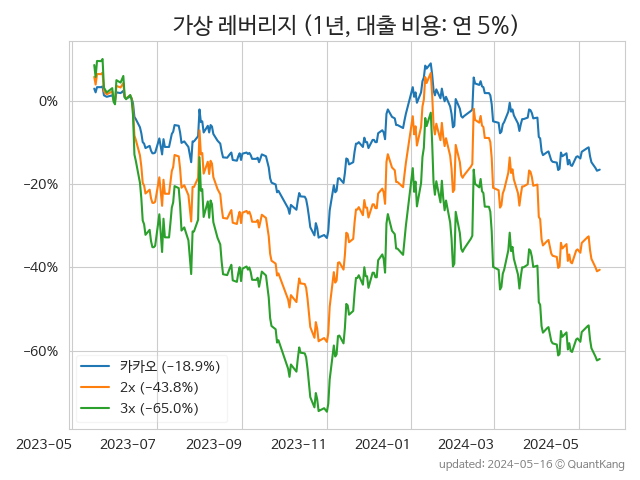 가상 레버리지 (1년, 대출 비용: 연 5%)
0%
−20%
−40%
−60%
카카오 (−18.9%)
2x (−43.8%)
3x (−65.0%)
2023−05 2023−07 2023−09 2023−11 2024−01 2024−03 2024−05
updated: 2024−05−16 © QuantKang